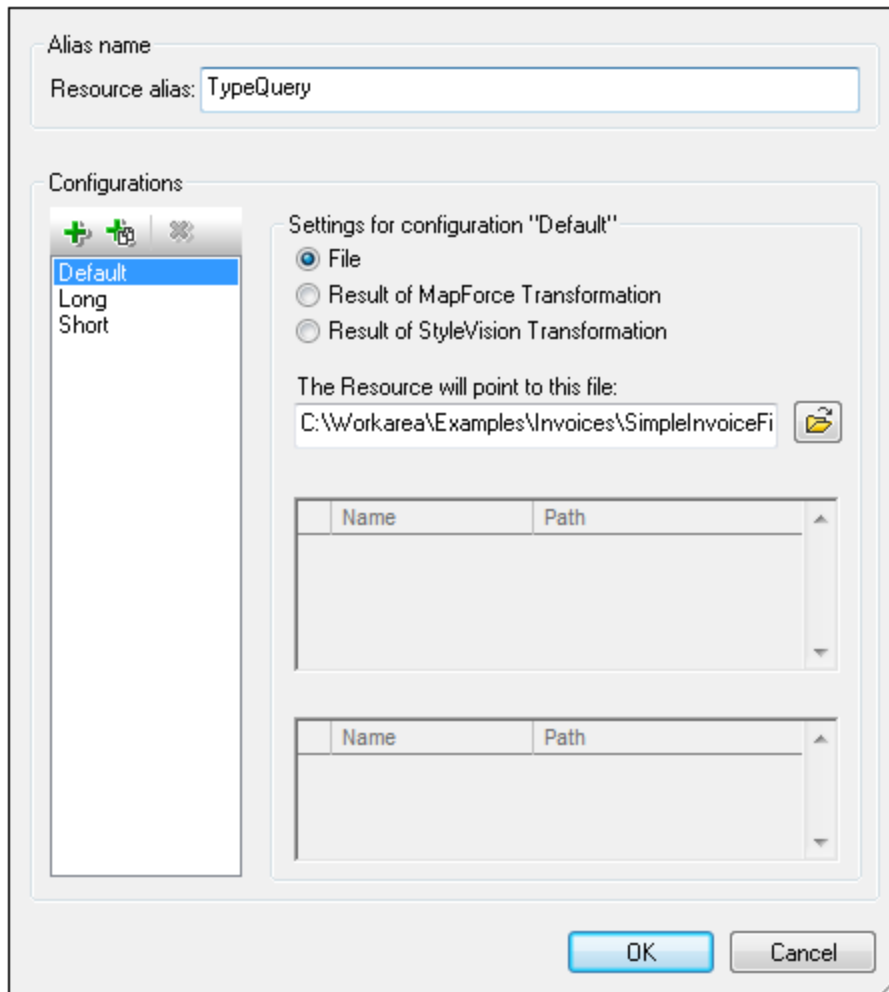 Alias name
Resource alias: TypeQuery
Configurations
Settings for configuration "Default"
Default
Long
Short
File
Result of MapForce Transformation
Result of StyleVision Transformation
The Resource will point to this file:
C:\Workarea\Examples\Invoices\SimpleInvoiceFi
Name Path
Name Path
OK Cancel